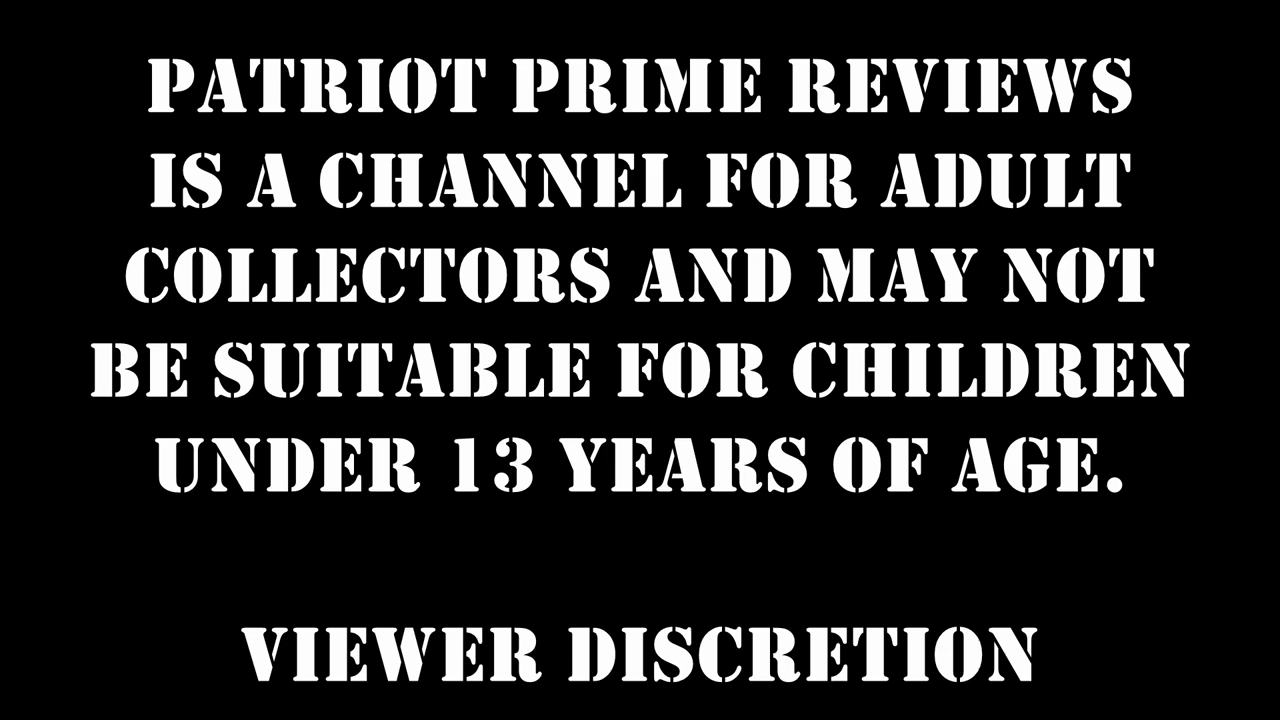 PATRIOT PRIME REVIEWS
IS A CHANNEL FOR ADULT
COLLECTORS AND MAY NOT
BE SUITABLE FOR CHILDREN
UNDER 13 YEARS OF AGE.
VIEWER DISCRETION